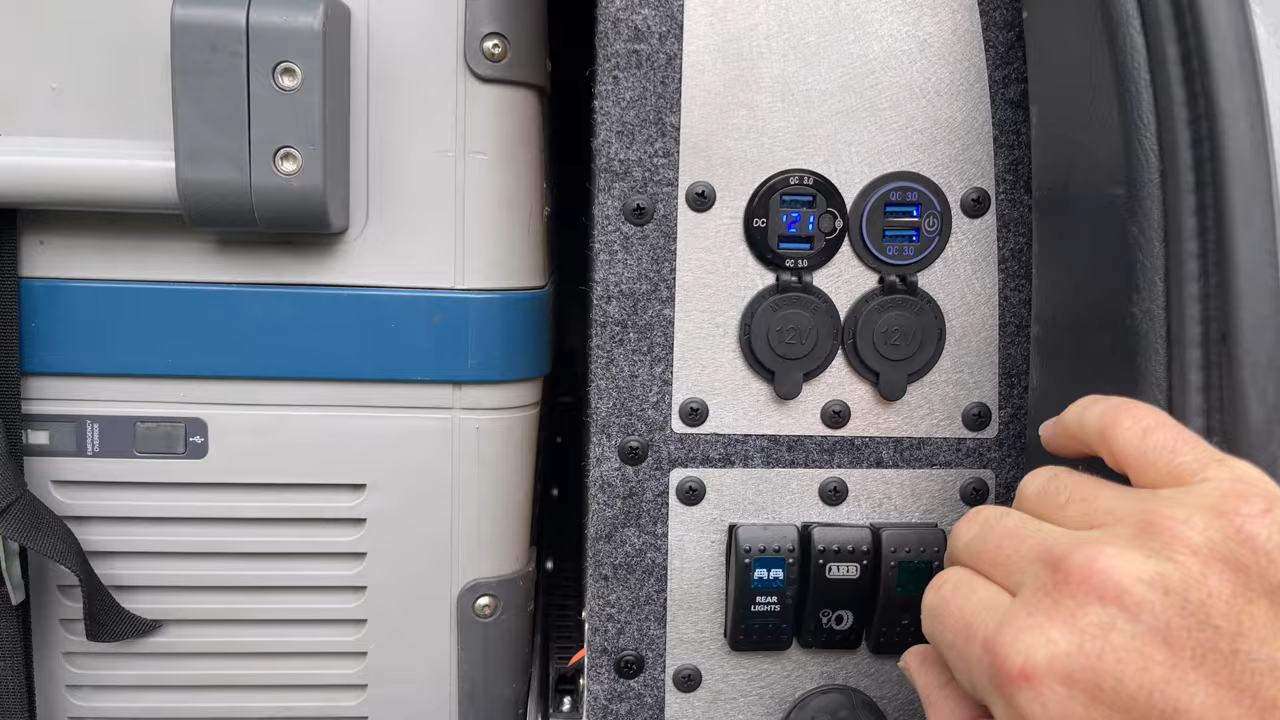 QC 3.0
DC
QC 3.0
QC 3.0
QC 3.0
12V
12V
EMERGENCY
OVERRIDE
ARB
REAR
LIGHTS